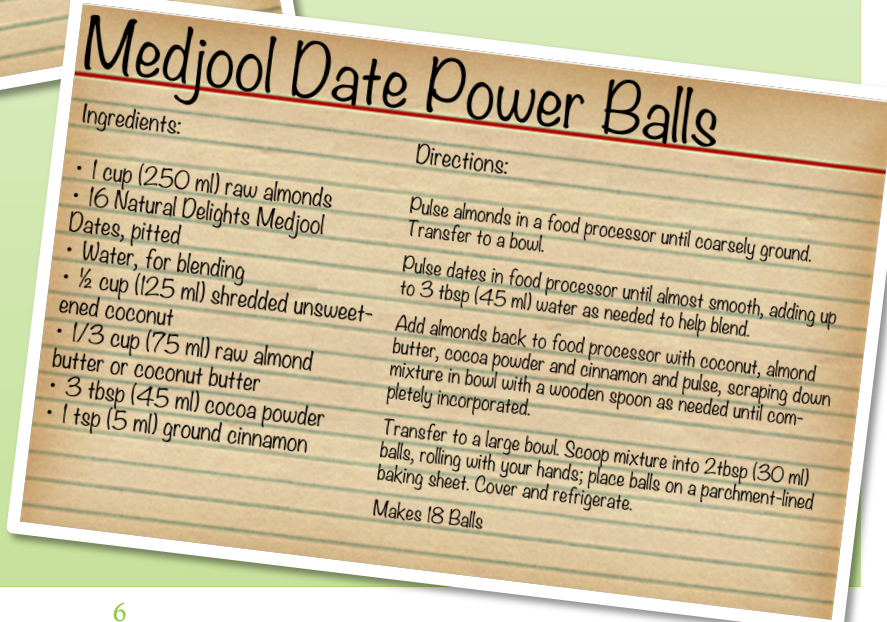 Medjool Date Power Balls
Ingredients:
• 1 cup (250 ml) raw almonds
• 16 Natural Delights Medjool
Dates, pitted
• Water, for blending
• ½ cup (125 ml) shredded unsweet-
ened coconut
• 1/3 cup (75 ml) raw almond
butter or coconut butter
• 3 tbsp (45 ml) cocoa powder
• 1 tsp (5 ml) ground cinnamon
Directions:
Pulse almonds in a food processor until coarsely ground.
Transfer to a bowl.
Pulse dates in food processor until almost smooth, adding up
to 3 tbsp (45 ml) water as needed to help blend.
Add almonds back to food processor with coconut, almond
butter, cocoa powder and cinnamon and pulse, scraping down
mixture in bowl with a wooden spoon as needed until com-
pletely incorporated.
Transfer to a large bowl. Scoop mixture into 2tbsp (30 ml)
balls, rolling with your hands; place balls on a parchment-lined
baking sheet. Cover and refrigerate.
Makes 18 Balls
6